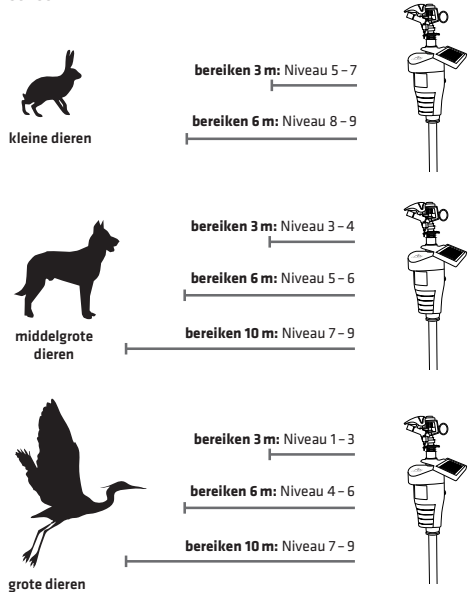 bereiken 3 m: Niveau 5 – 7
bereiken 6 m: Niveau 8 – 9
kleine dieren
bereiken 3 m: Niveau 3 – 4
bereiken 6 m: Niveau 5 – 6
bereiken 10 m: Niveau 7 – 9
middelgrote
dieren
bereiken 3 m: Niveau 1 – 3
bereiken 6 m: Niveau 4 – 6
bereiken 10 m: Niveau 7 – 9
grote dieren